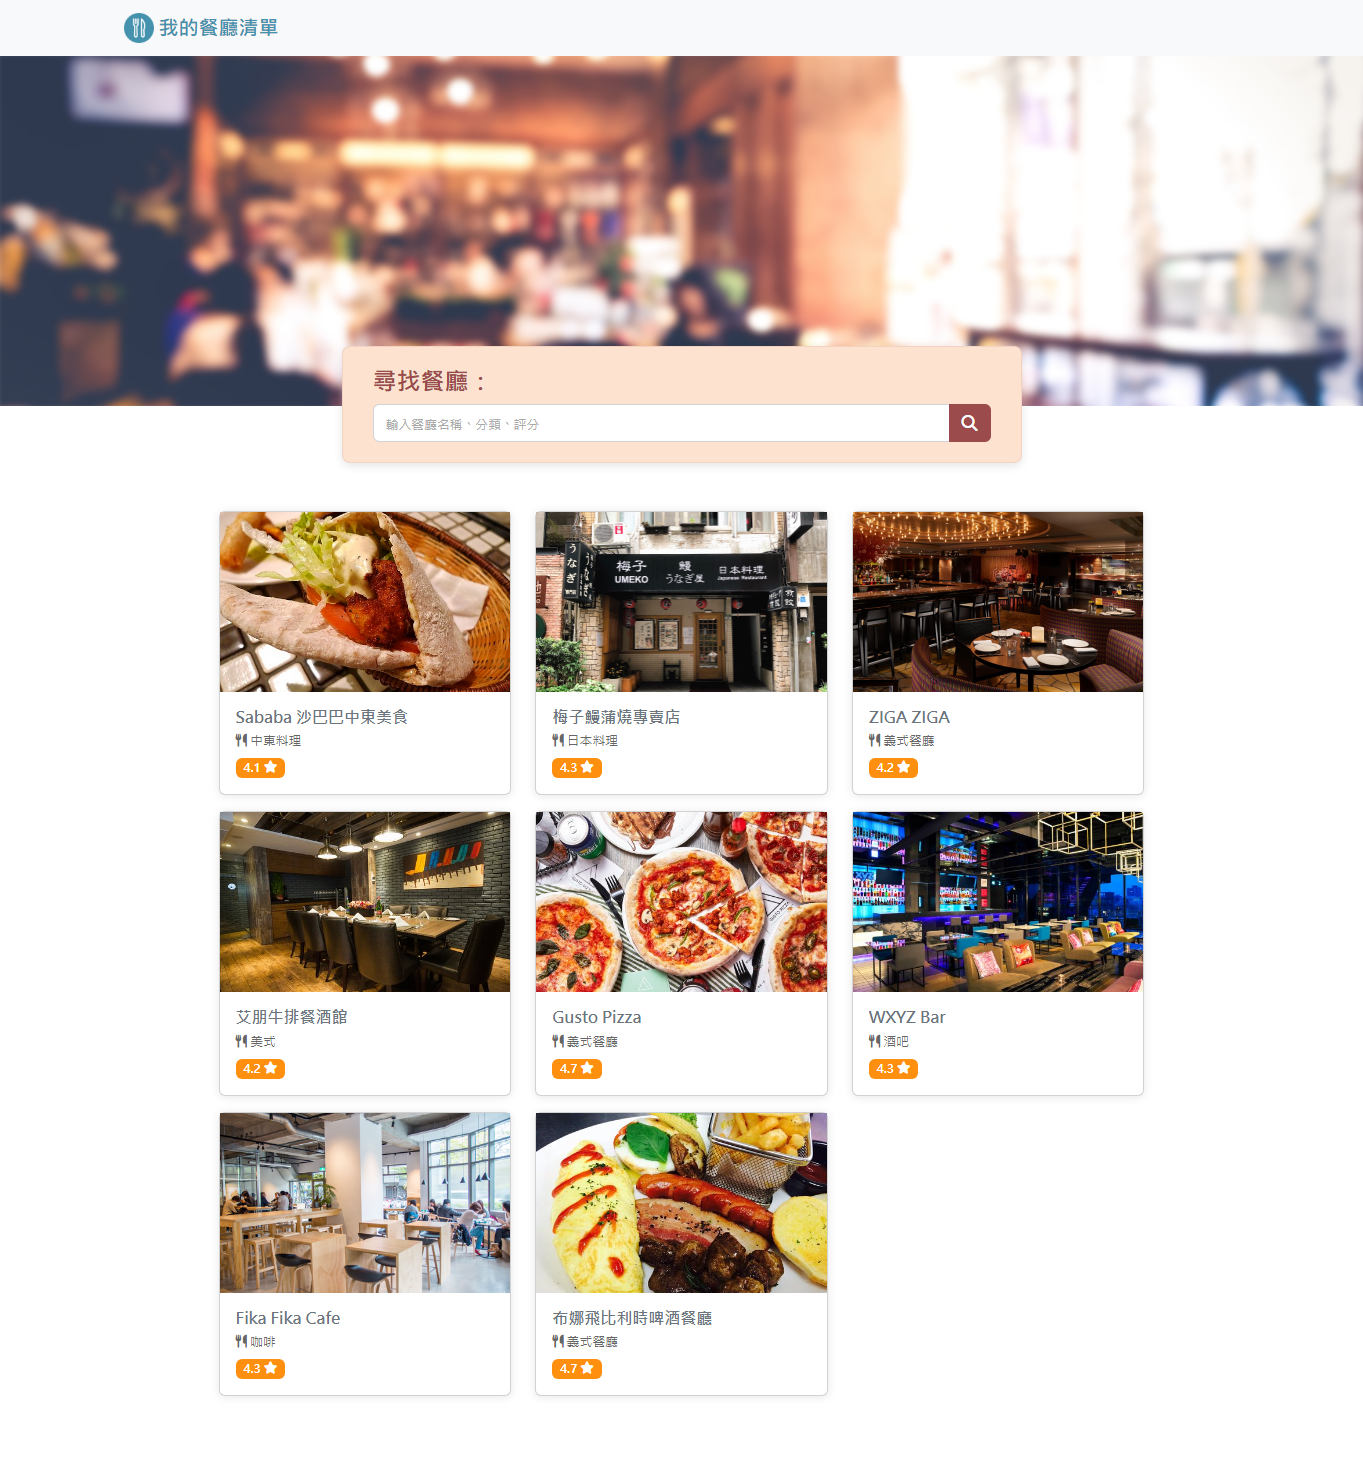 我的餐廳清單
尋找餐廳：
輸入餐廳名稱、分類、評分
梅子 鰻 日本料理
UMEKO うなぎ屋 Japanese Restaurant
うなぎ
Sababa 沙巴巴中東美食
中東料理
4.1
梅子鰻蒲燒專賣店
日本料理
4.3
ZIGA ZIGA
義式餐廳
4.2
艾朋牛排餐酒館
美式
4.2
Gusto Pizza
義式餐廳
4.7
WXYZ Bar
酒吧
4.3
Fika Fika Cafe
咖啡
4.3
布娜飛比利時啤酒餐廳
義式餐廳
4.7